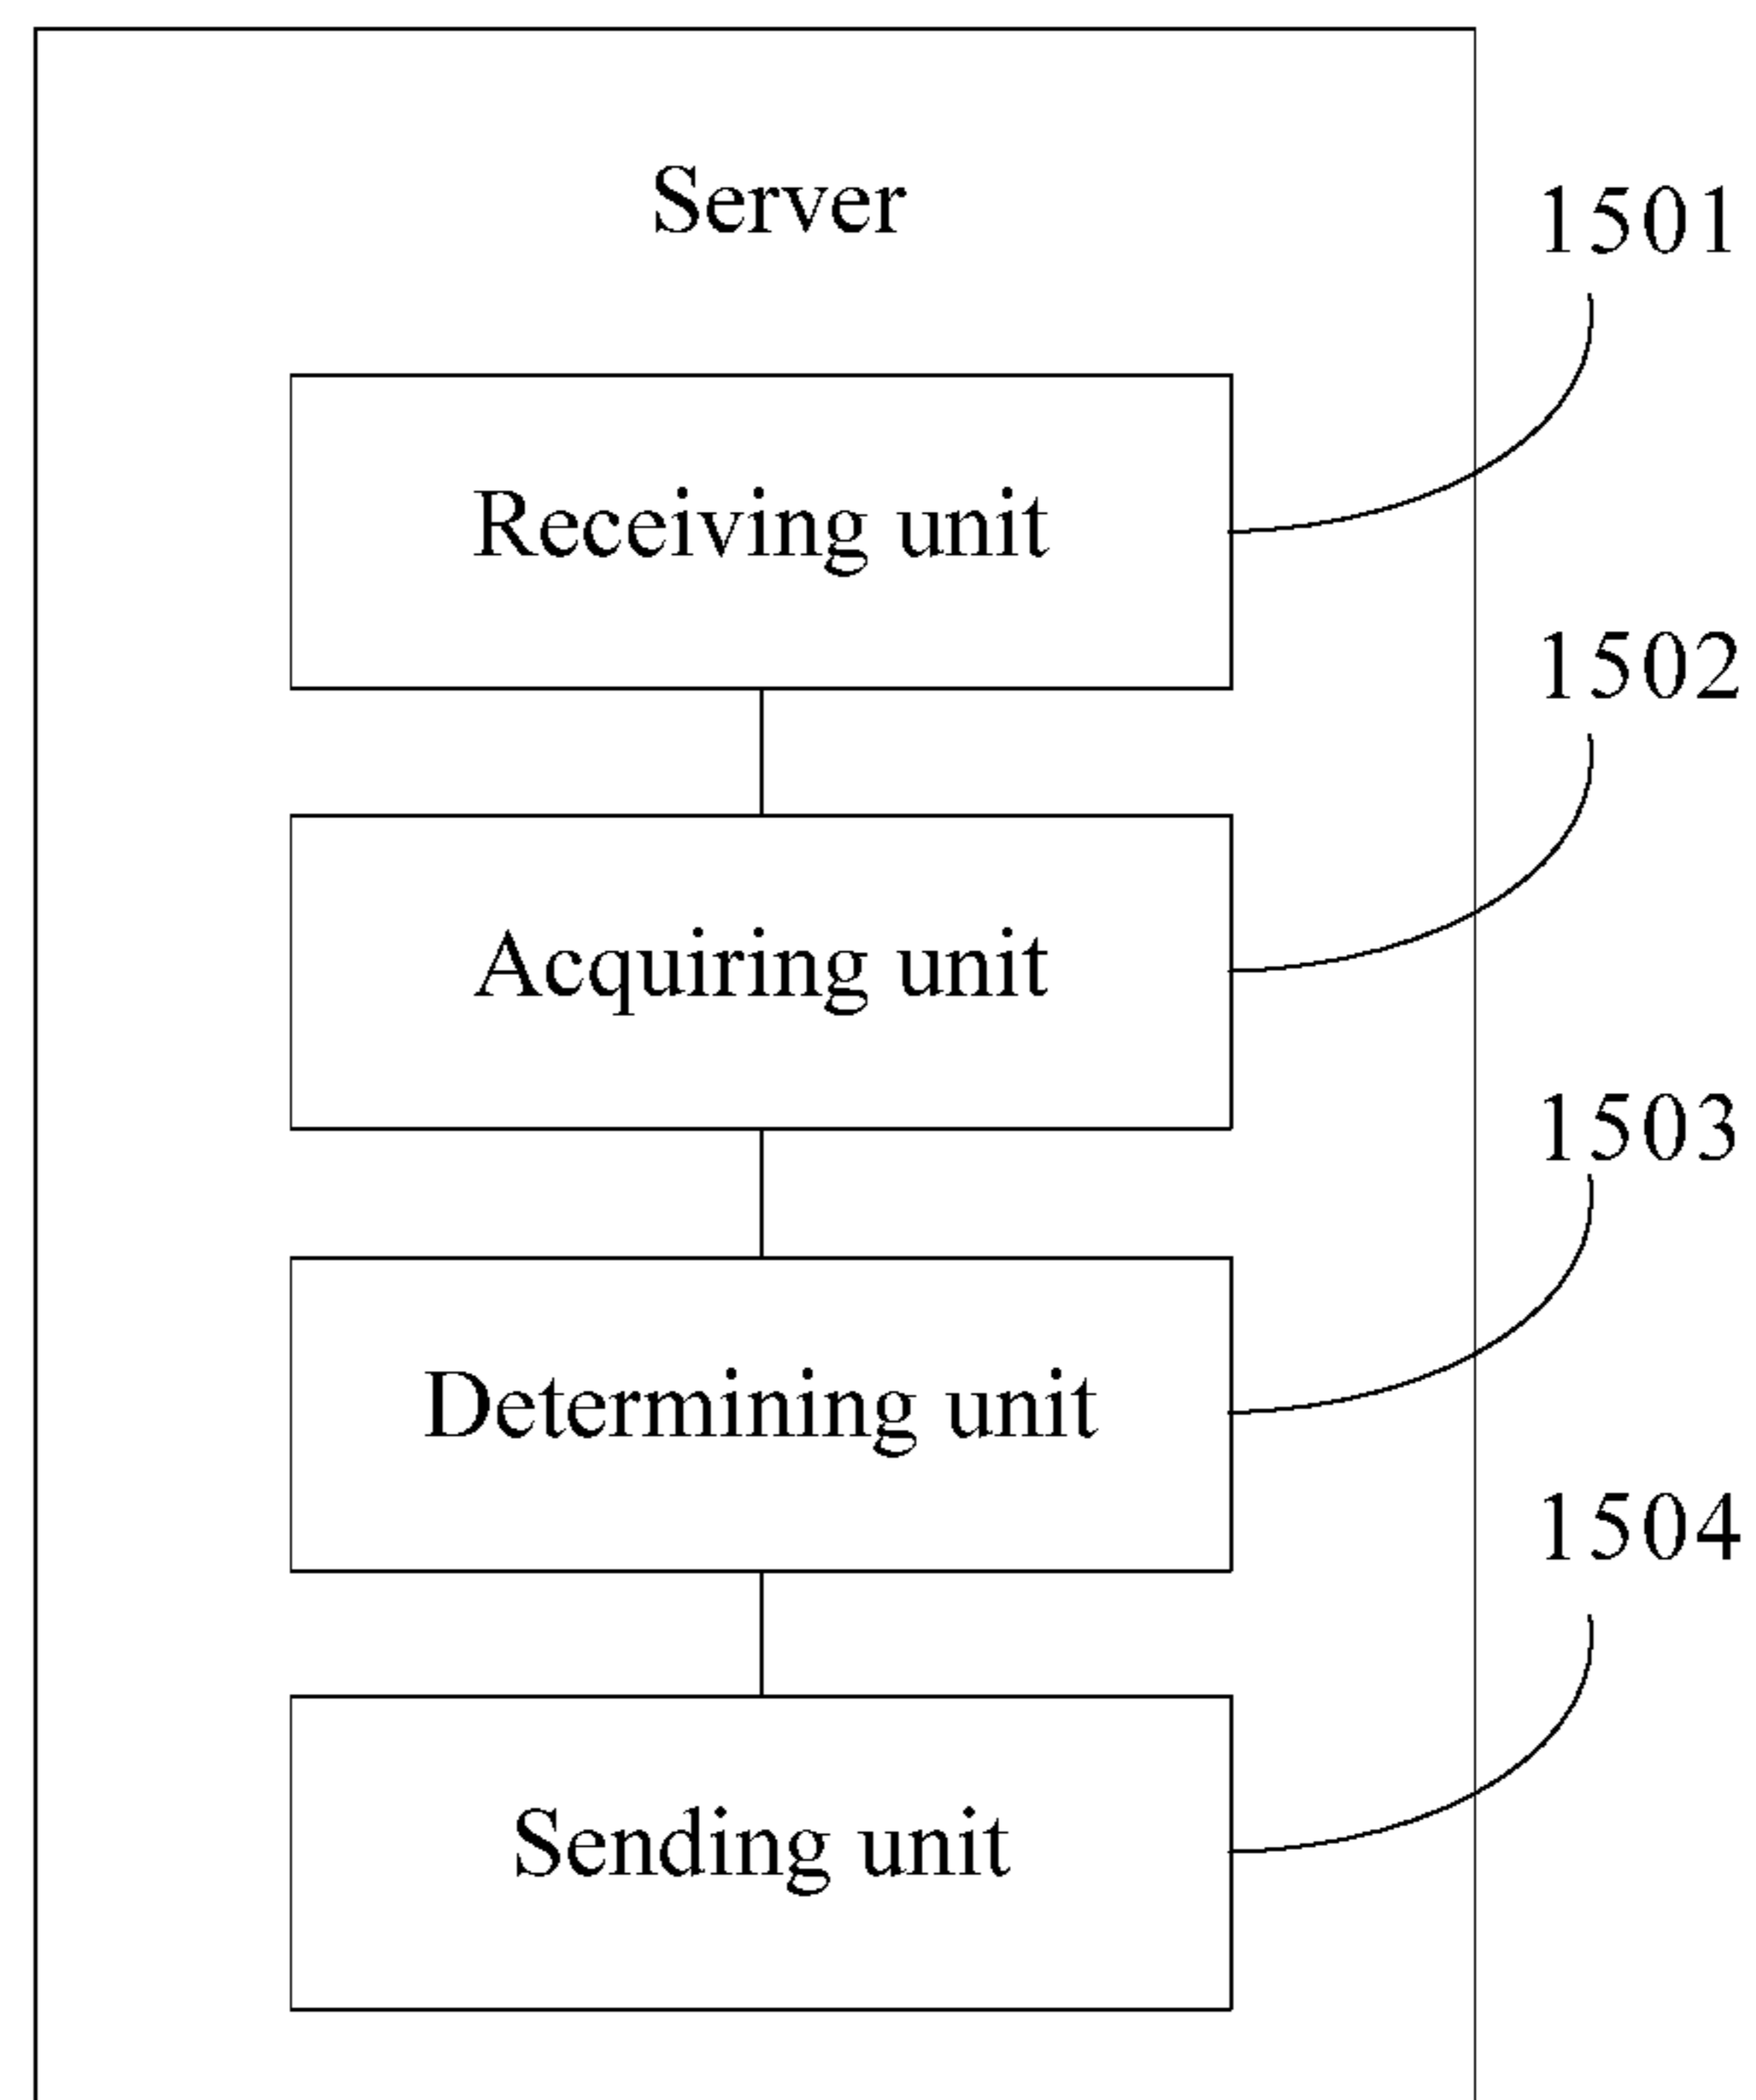 Server
1501
Receiving unit
1502
Acquiring unit
1503
Determining unit
1504
Sending unit